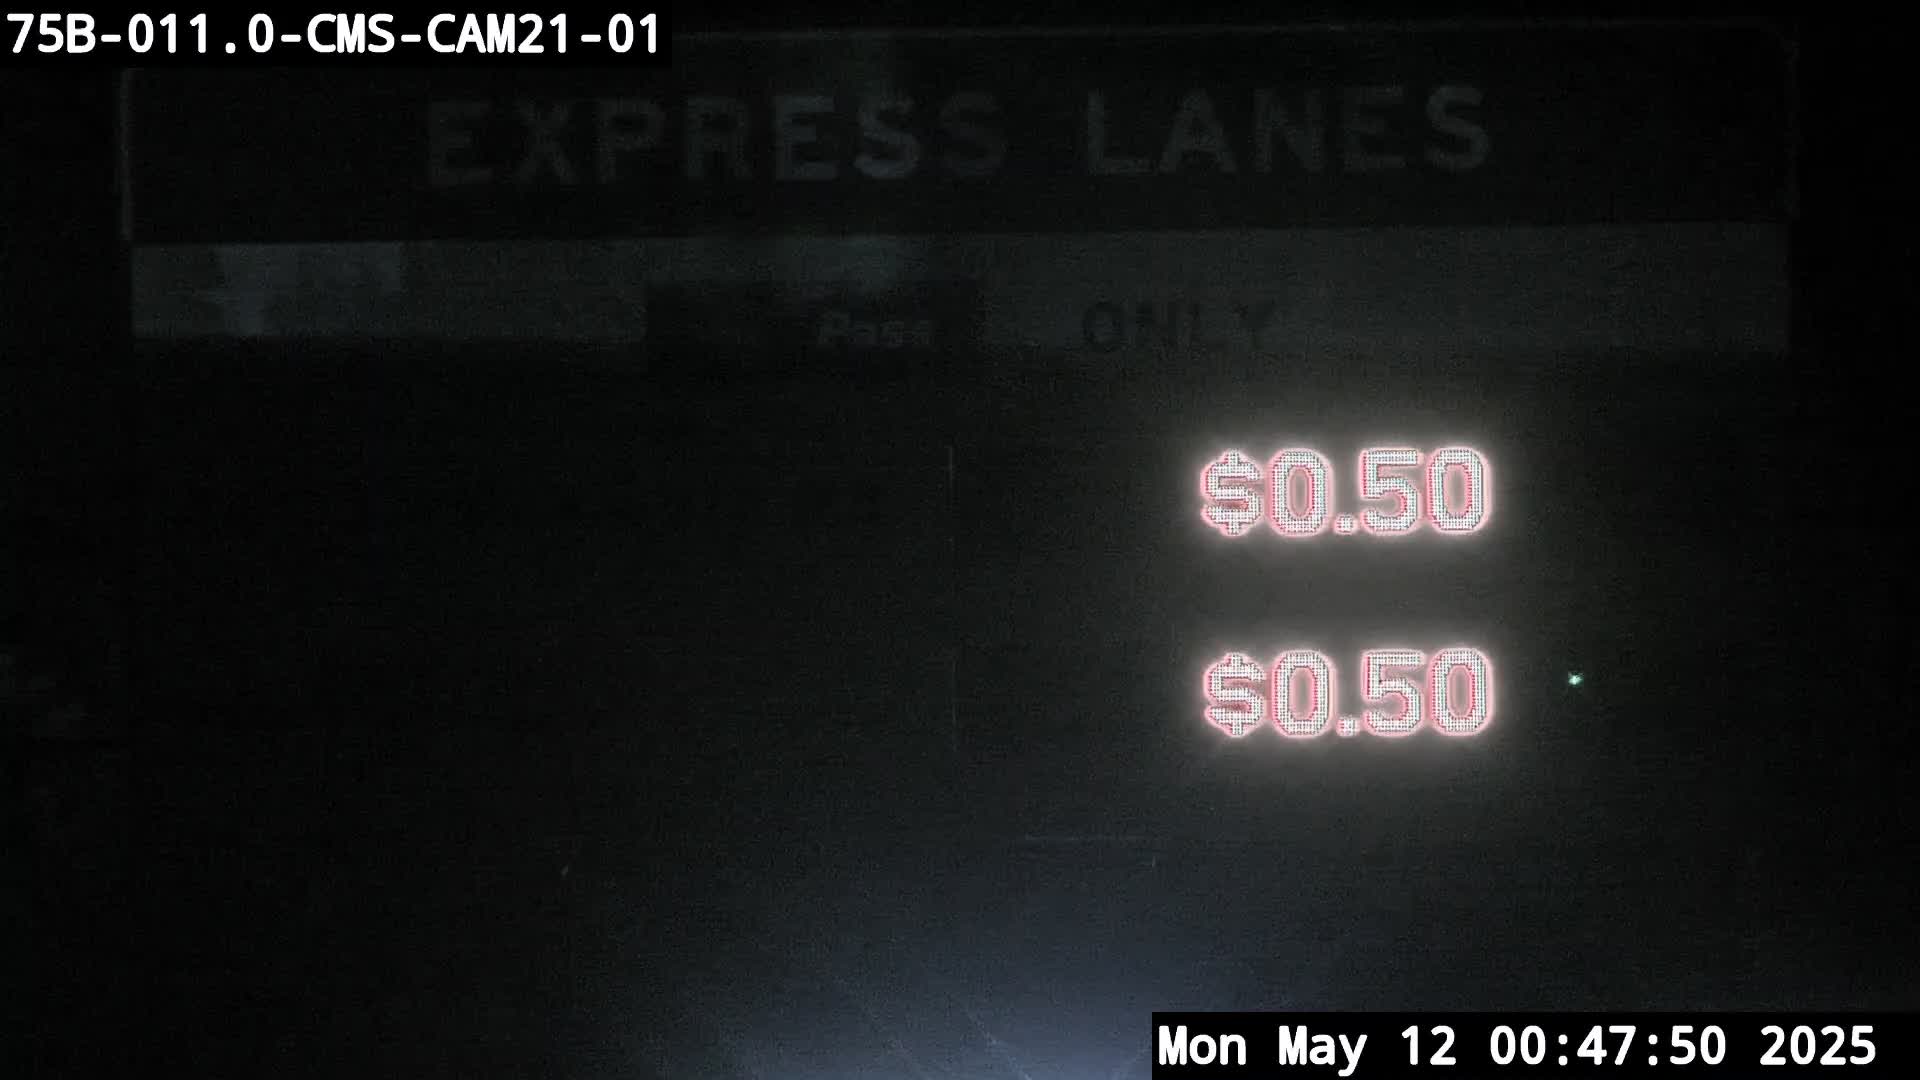 75B-011.0-CMS-CAM21-01
EXPRESS LANES
Pass ONLY
$0.50
$0.50
Mon May 12 00:47:50 2025